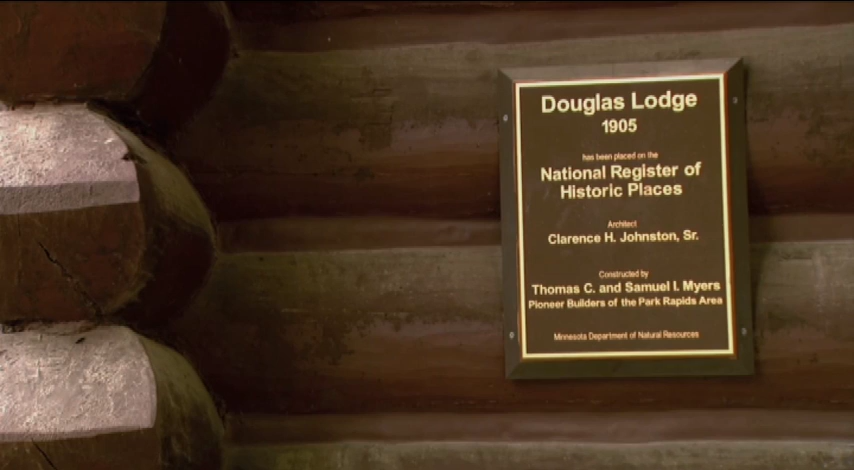 Douglas Lodge
1905
has been placed on the
National Register of
Historic Places
Architect
Clarence H. Johnston, Sr.
Constructed by
Thomas C. and Samuel I. Myers
Pioneer Builders of the Park Rapids Area
Minnesota Department of Natural Resources